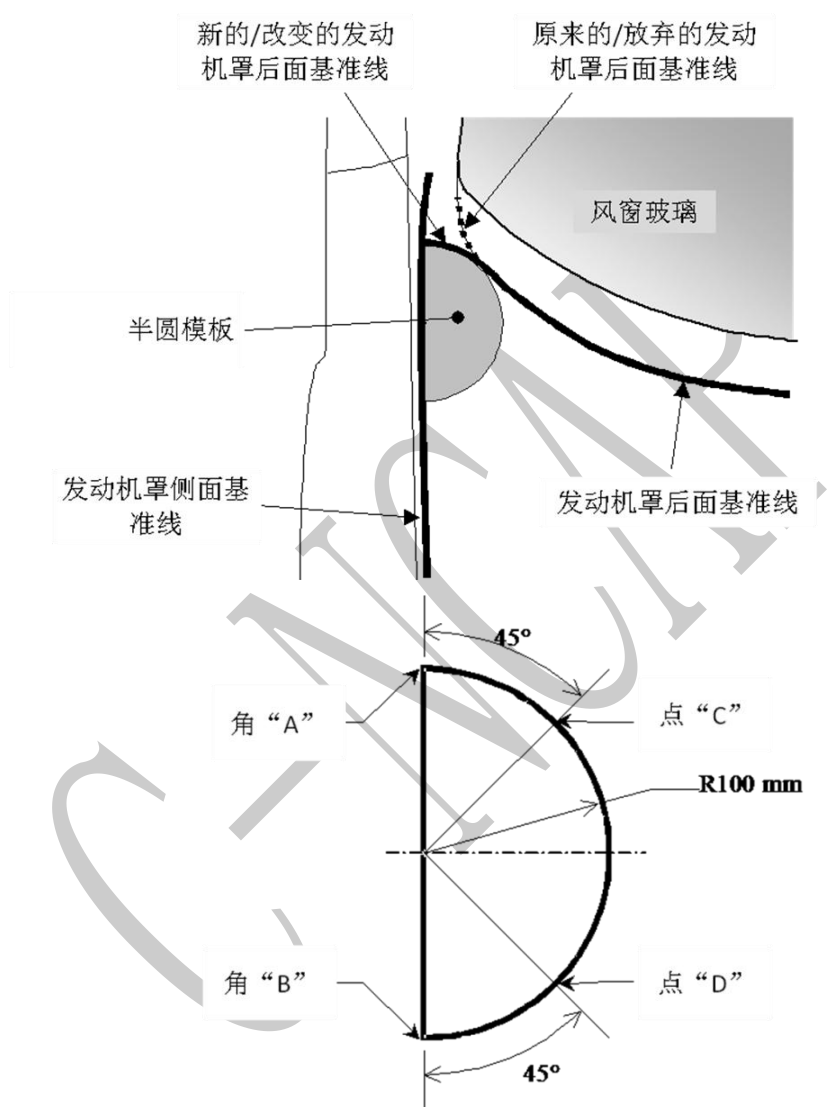 新的/改变的发动
机罩后面基准线
原来的/放弃的发动
机罩后面基准线
风窗玻璃
半圆模板
发动机罩侧面基
准线
发动机罩后面基准线
45°
角“A”
点“C”
R100 mm
角“B”
点“D”
45°
C-NCAP